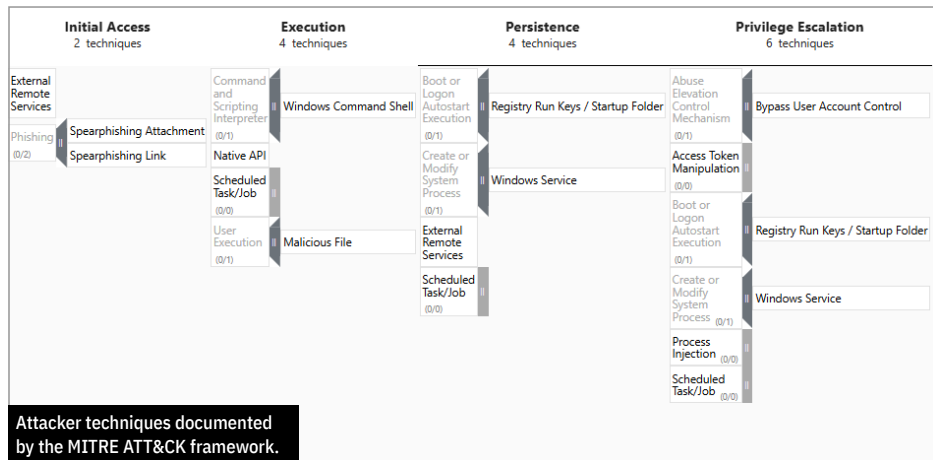 Initial Access
2 techniques
External
Remote
Services
Phishing
(0/2)
Spearphishing Attachment
Spearphishing Link
Execution
4 techniques
Command
and
Scripting
Interpreter
(0/1)
Windows Command Shell
Native API
Scheduled
Task/Job
(0/0)
User
Execution
(0/1)
Malicious File
Persistence
4 techniques
Boot or
Logon
Autostart
Execution
(0/1)
Registry Run Keys / Startup Folder
Create or
Modify
System
Process
(0/1)
Windows Service
External
Remote
Services
Scheduled
Task/Job
(0/0)
Privilege Escalation
6 techniques
Abuse
Elevation
Control
Mechanism
(0/1)
Bypass User Account Control
Access Token
Manipulation
(0/0)
Boot or
Logon
Autostart
Execution
(0/1)
Registry Run Keys / Startup Folder
Create or
Modify
System
Process (0/1)
Windows Service
Process
Injection (0/0)
Scheduled
Task/Job (0/0)
Attacker techniques documented
by the MITRE ATT&CK framework.